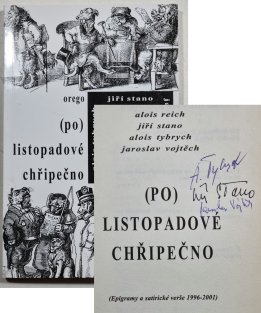 orego
jiří stano
(po)
listopadové
chřipečno
alois reich
jiří stano
alois tybrych
jaroslav vojtěch
(PO)
LISTOPADOVÉ
CHŘIPEČNO
(Epigramy a satirické verše 1996-2001)